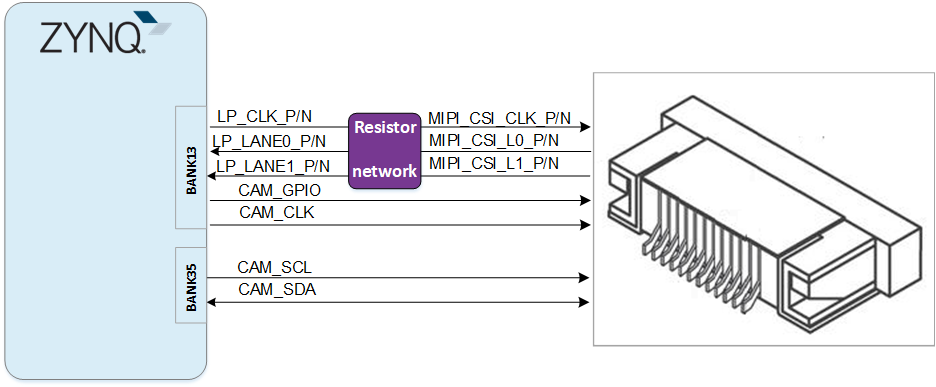 ZYNQ
BANK13
LP_CLK_P/N
Resistor
network
MIPI_CSI_CLK_P/N
LP_LANE0_P/N
MIPI_CSI_L0_P/N
LP_LANE1_P/N
MIPI_CSI_L1_P/N
CAM_GPIO
CAM_CLK
BANK35
CAM_SCL
CAM_SDA